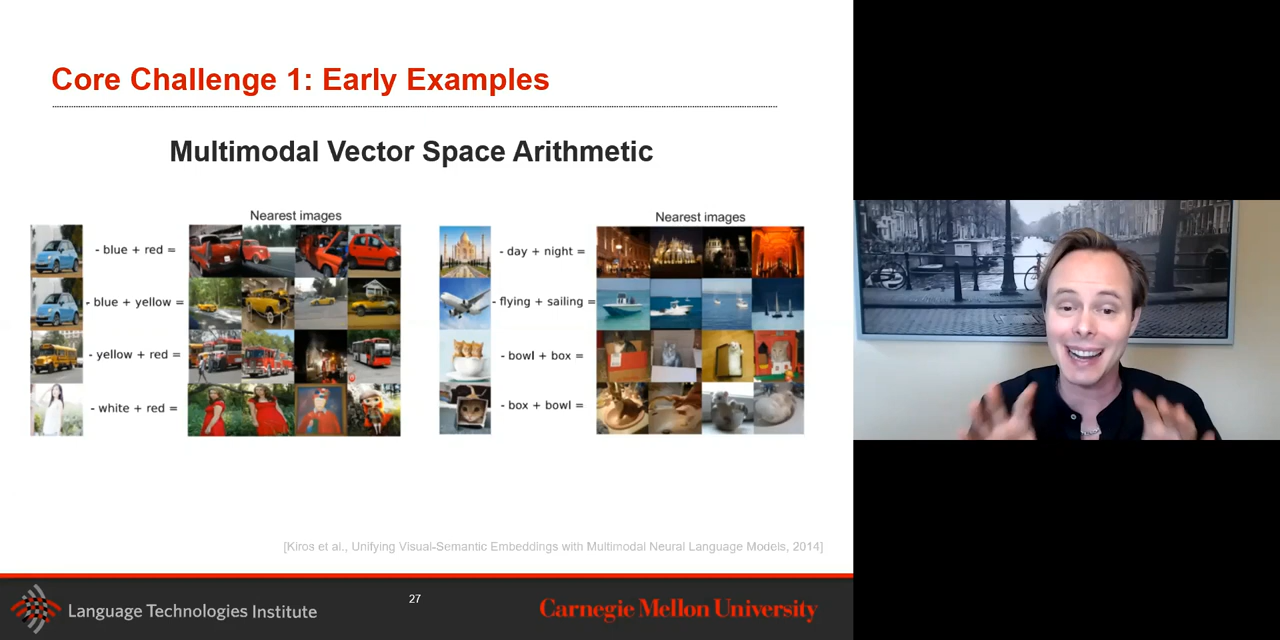 Core Challenge 1: Early Examples
Multimodal Vector Space Arithmetic
Nearest images
- blue + red =
- blue + yellow =
- yellow + red =
- white + red =
Nearest images
- day + night =
- flying + sailing =
- bowl + box =
- box + bowl =
[Kiros et al., Unifying Visual-Semantic Embeddings with Multimodal Neural Language Models, 2014]
Language Technologies Institute
27
Carnegie Mellon University